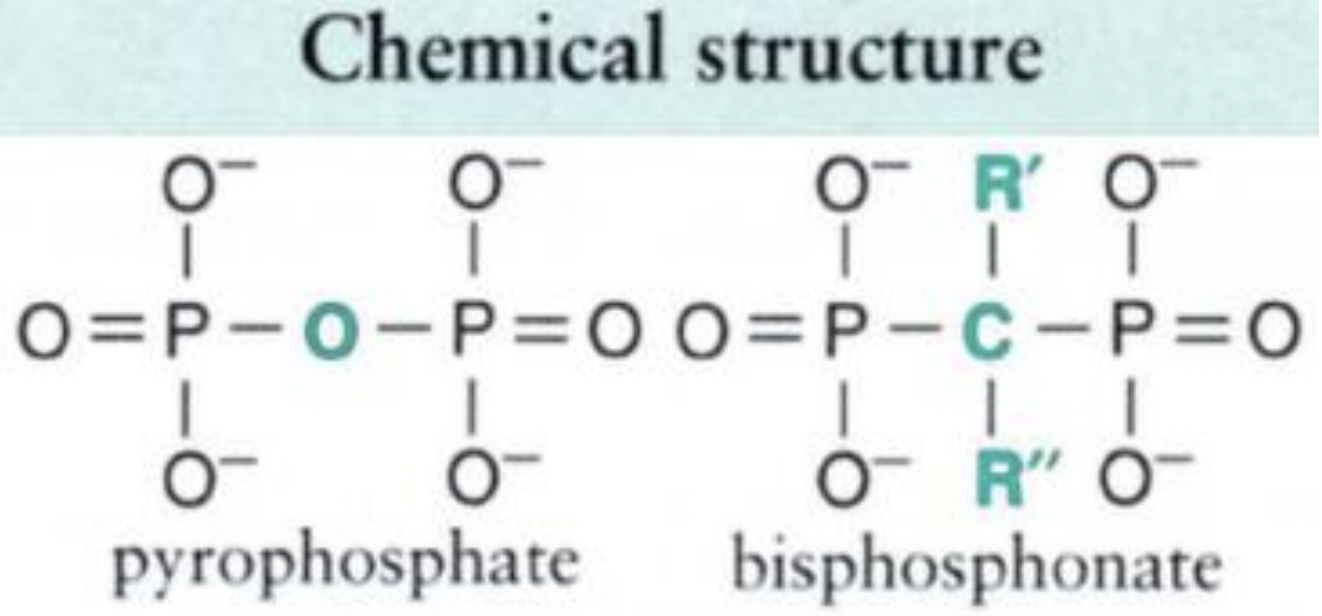 Chemical structure
O⁻ O⁻ O⁻ R′ O⁻
O=P–O–P=O O=P–C–P=O
O⁻ O⁻ O⁻ R″ O⁻
pyrophosphate bisphosphonate